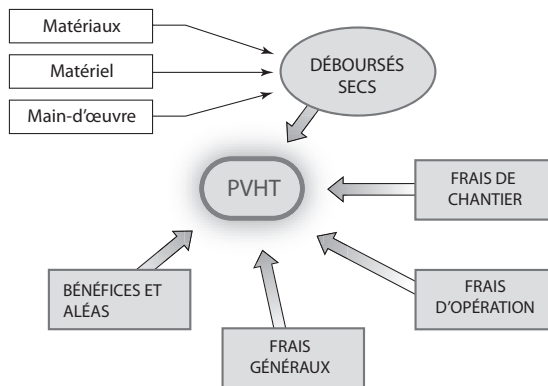 Matériaux
Matériel
Main-d'œuvre
DÉBOURSÉS
SECS
PVHT
FRAIS DE
CHANTIER
BÉNÉFICES ET
ALÉAS
FRAIS
GÉNÉRAUX
FRAIS
D'OPÉRATION